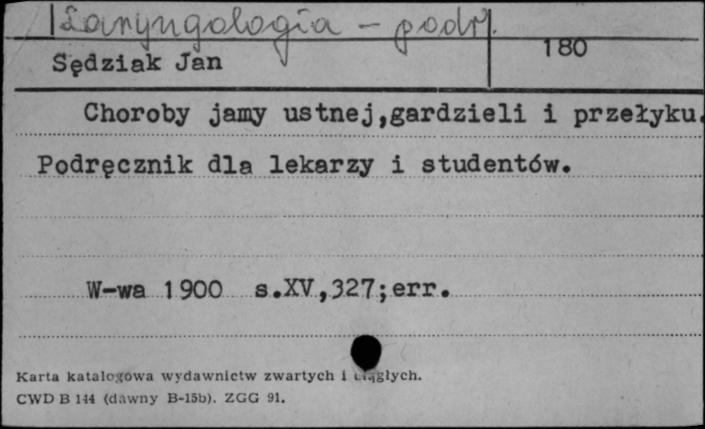 Laryngologia - podr.
180
Sędziak Jan
Choroby jamy ustnej,gardzieli i przełyku.
Podręcznik dla lekarzy i studentów.
W-wa 1900 s.XV,327;err.
Karta katalogowa wydawnictw zwartych i ciągłych.
CWD B 144 (dawny B-15b). ZGG 91.